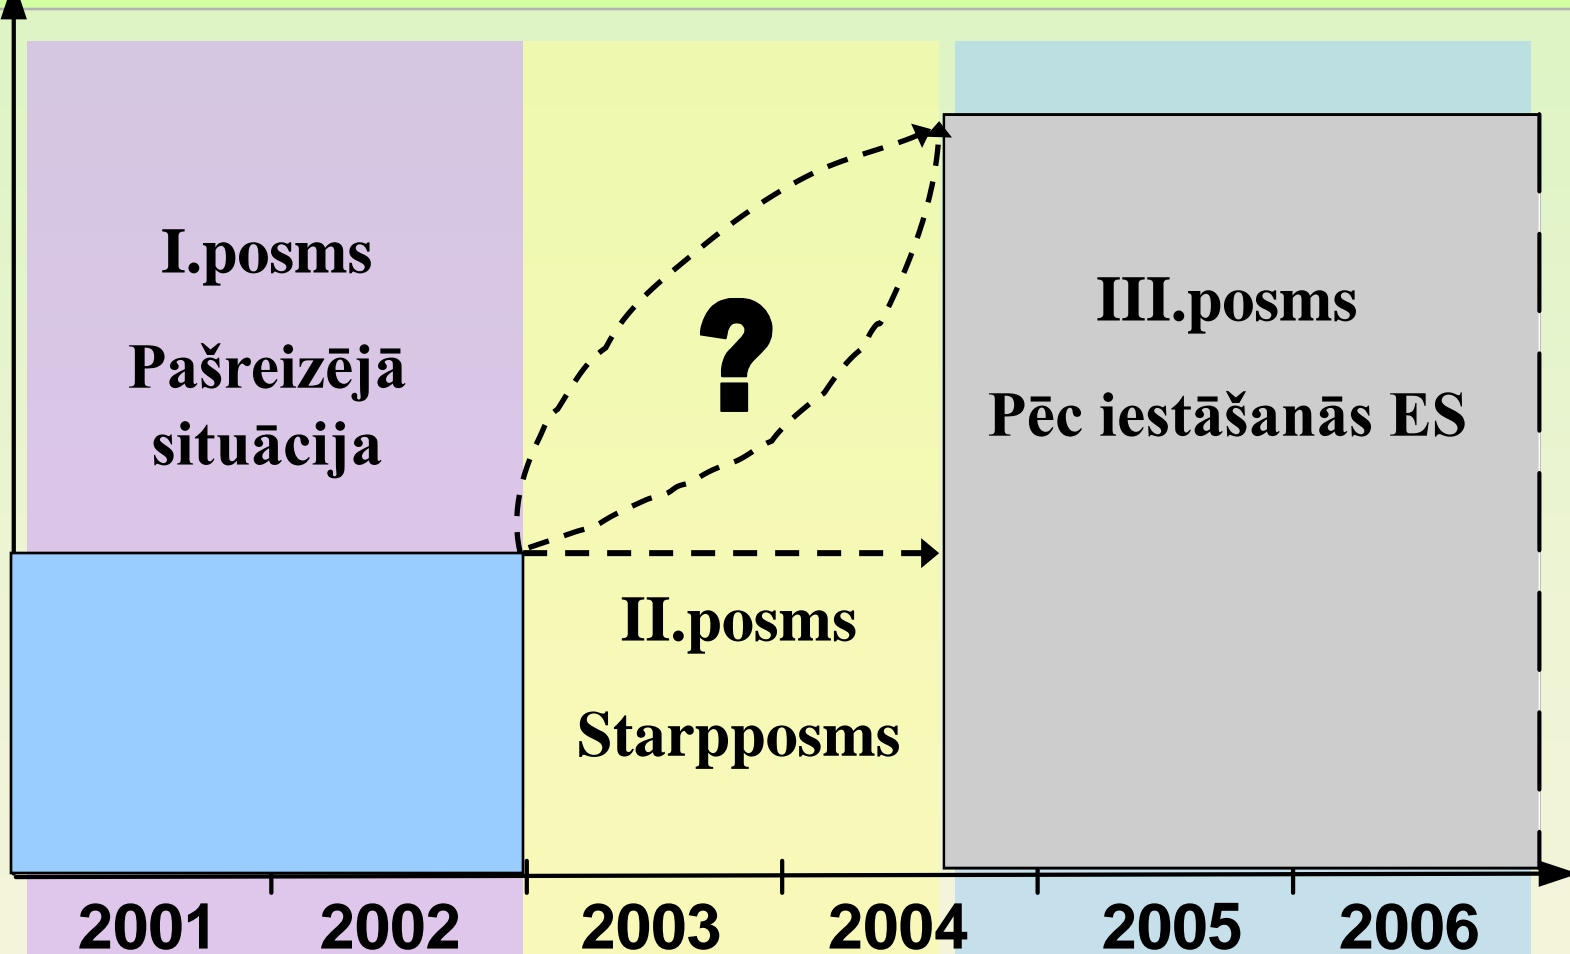 I.posms
Pašreizējā
situācija
?
II.posms
Starpposms
III.posms
Pēc iestāšanās ES
2001 2002 2003 2004 2005 2006